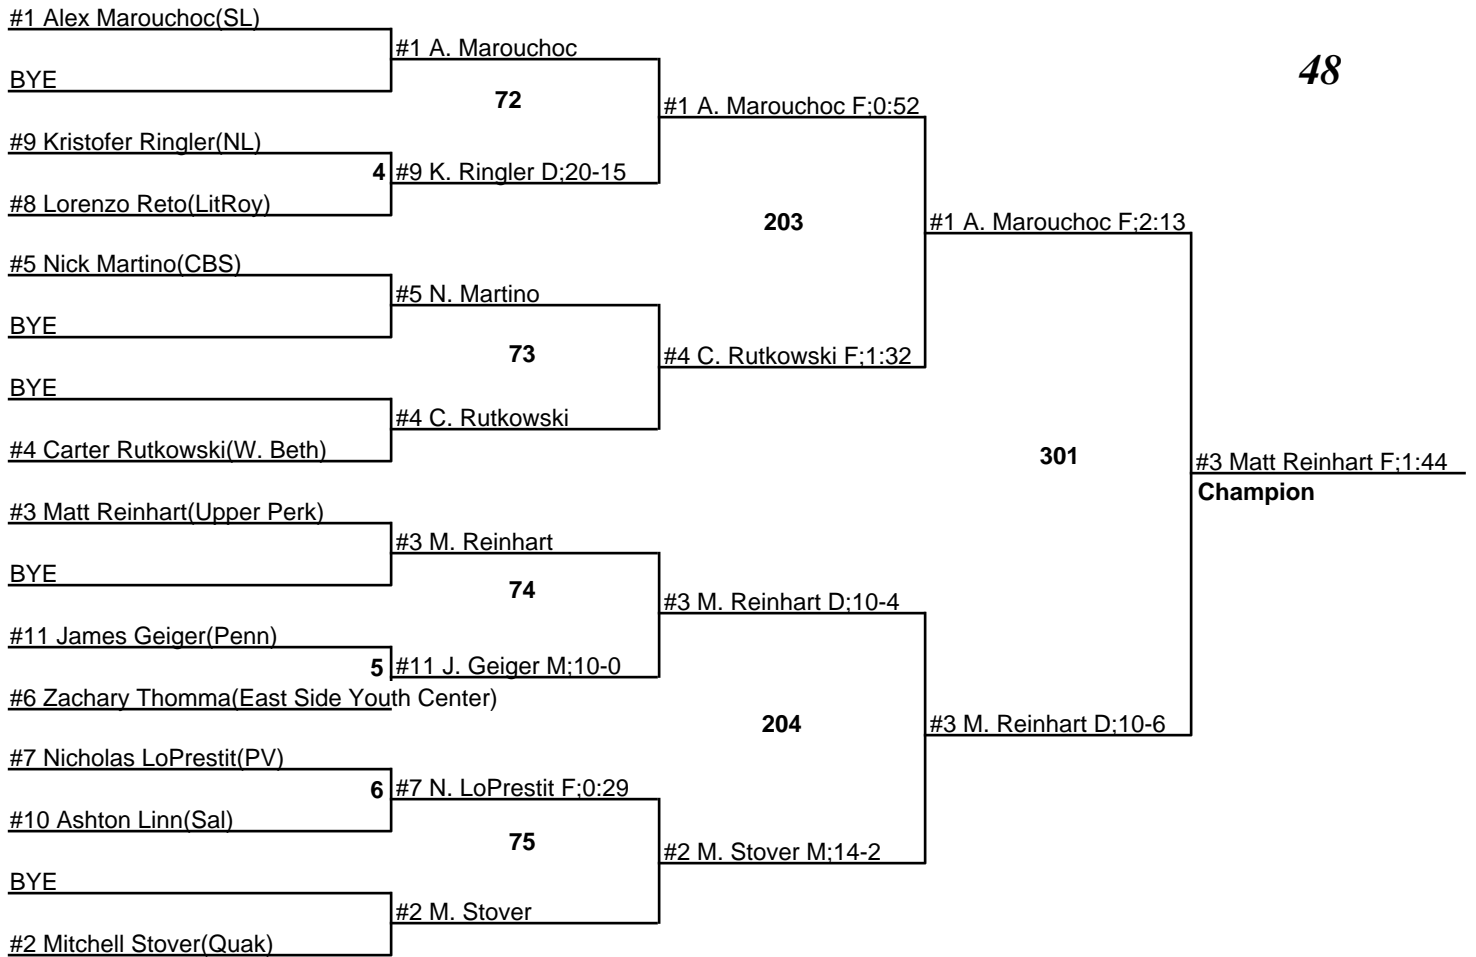 #1 Alex Marouchoc(SL)
#1 A. Marouchoc
48
BYE
72
#1 A. Marouchoc F;0:52
#9 Kristofer Ringler(NL)
4 #9 K. Ringler D;20-15
#8 Lorenzo Reto(LitRoy)
203
#1 A. Marouchoc F;2:13
#5 Nick Martino(CBS)
#5 N. Martino
BYE
73
#4 C. Rutkowski F;1:32
BYE
#4 C. Rutkowski
#4 Carter Rutkowski(W. Beth)
301
#3 Matt Reinhart F;1:44
Champion
#3 Matt Reinhart(Upper Perk)
#3 M. Reinhart
BYE
74
#3 M. Reinhart D;10-4
#11 James Geiger(Penn)
5 #11 J. Geiger M;10-0
#6 Zachary Thomma(East Side Youth Center)
204
#3 M. Reinhart D;10-6
#7 Nicholas LoPrestit(PV)
6 #7 N. LoPrestit F;0:29
#10 Ashton Linn(Sal)
75
#2 M. Stover M;14-2
BYE
#2 M. Stover
#2 Mitchell Stover(Quak)